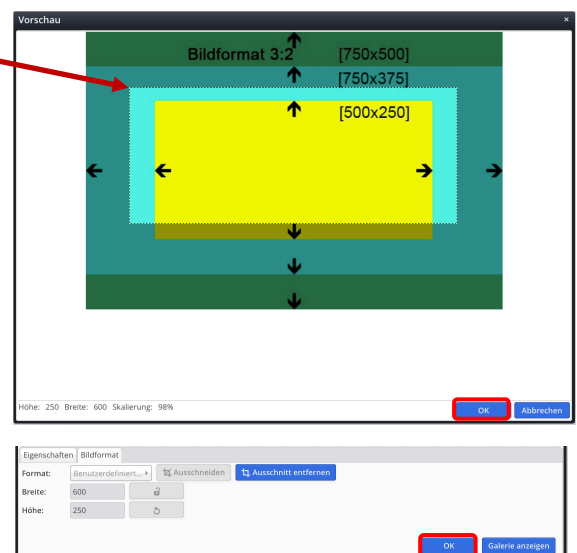 Vorschau ×
Bildformat 3:2 [750x500]
[750x375]
[500x250]
Höhe: 250 Breite: 600 Skalierung: 98%
OK Abbrechen
Eigenschaften Bildformat
Format: Benutzerdefiniert... Ausschneiden Ausschnitt entfernen
Breite: 600
Höhe: 250
OK Galerie anzeigen